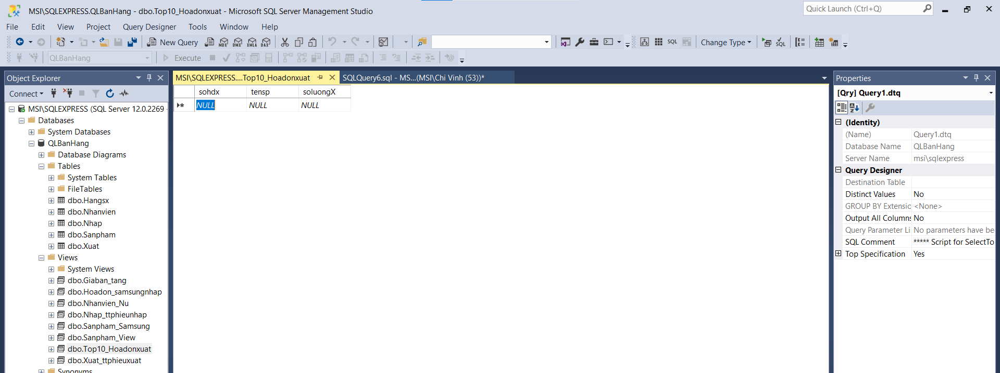 MSI\SQLEXPRESS.QLBanHang - dbo.Top10_Hoadonxuat - Microsoft SQL Server Management Studio
Quick Launch (Ctrl+Q)
File Edit View Project Query Designer Tools Window Help
New Query MDX DMX XMLA DAX SQL Change Type SQL
QLBanHang Execute
Object Explorer
Connect
MSI\SQLEXPRESS (SQL Server 12.0.2269 -
Databases
System Databases
QLBanHang
Database Diagrams
Tables
System Tables
FileTables
dbo.Hangsx
dbo.Nhanvien
dbo.Nhap
dbo.Sanpham
dbo.Xuat
Views
System Views
dbo.Giaban_tang
dbo.Hoadon_samsungnhap
dbo.Nhanvien_Nu
dbo.Nhap_ttphieunhap
dbo.Sanpham_Samsung
dbo.Sanpham_View
dbo.Top10_Hoadonxuat
dbo.Xuat_ttphieuxuat
Synonyms
MSI\SQLEXPRESS....Top10_Hoadonxuat SQLQuery6.sql - MS...(MSI\Chi Vinh (53))*
sohdx tensp soluongX
NULL NULL NULL
Properties
[Qry] Query1.dtq
(Identity)
(Name) Query1.dtq
Database Name QLBanHang
Server Name msi\sqlexpress
Query Designer
Destination Table
Distinct Values No
GROUP BY Extensic <None>
Output All Columns No
Query Parameter Li No parameters have be
SQL Comment ***** Script for SelectTo
Top Specification Yes